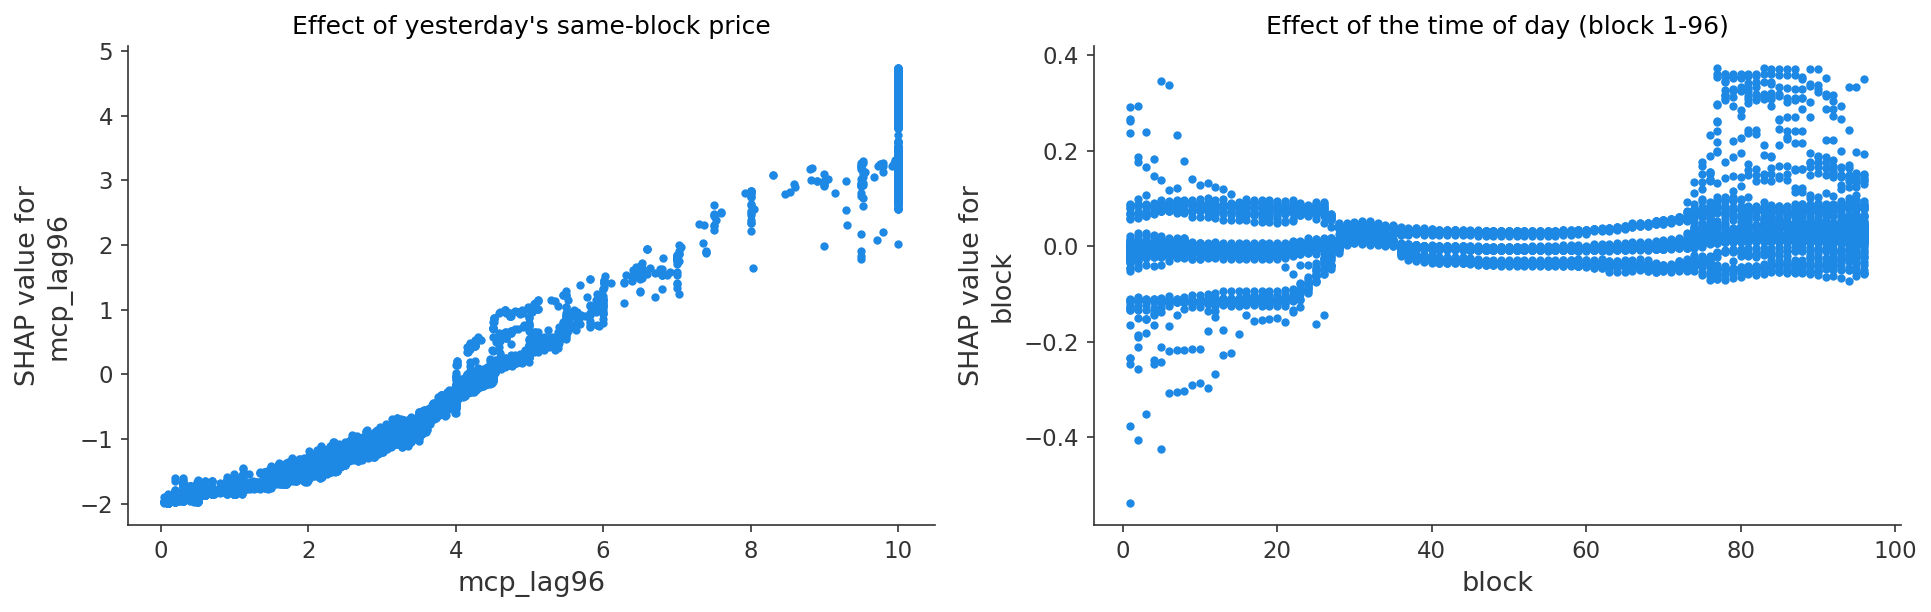 Effect of yesterday's same-block price
5
4
3
2
1
0
−1
−2
SHAP value for
mcp_lag96
0 2 4 6 8 10
mcp_lag96
Effect of the time of day (block 1-96)
0.4
0.2
0.0
−0.2
−0.4
SHAP value for
block
0 20 40 60 80 100
block